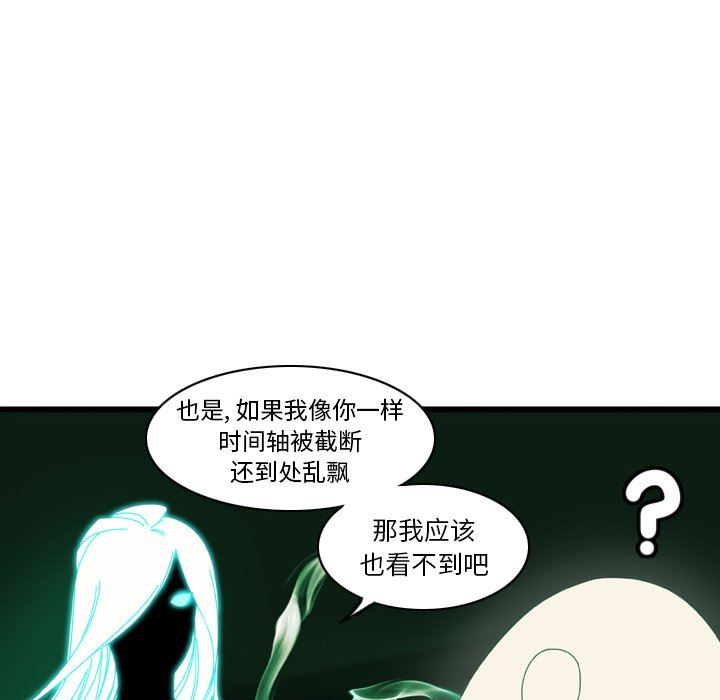 也是, 如果我像你一样
时间轴被截断
还到处乱飘
那我应该
也看不到吧
?